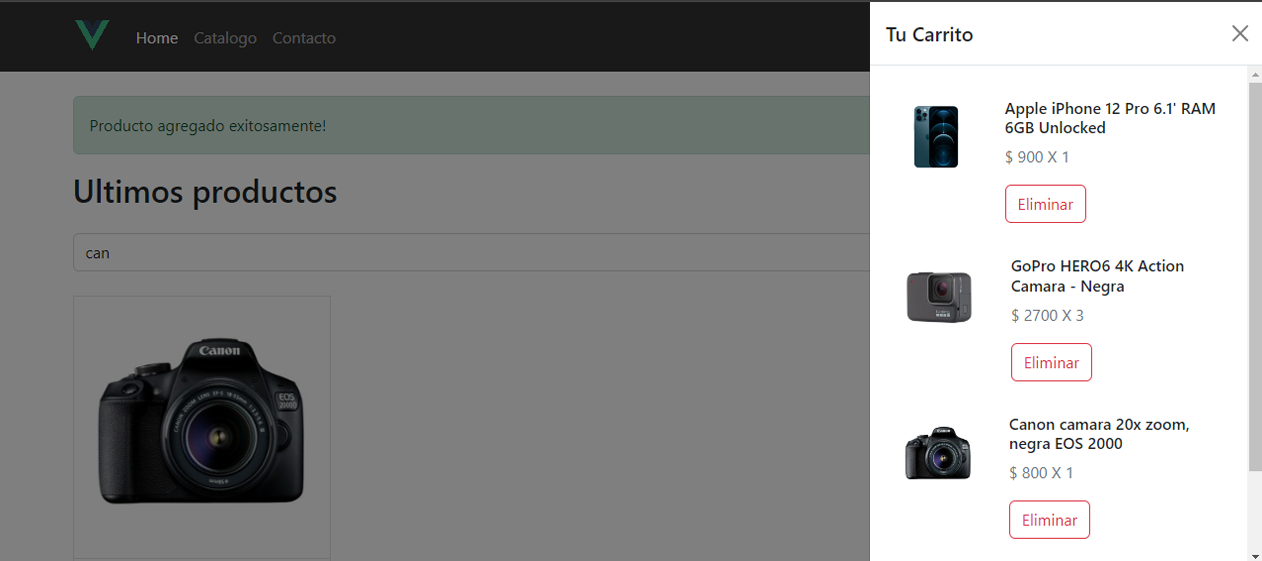 Home Catalogo Contacto
Producto agregado exitosamente!
Ultimos productos
can
Canon
EOS
2000D
Tu Carrito
Apple iPhone 12 Pro 6.1' RAM
6GB Unlocked
$ 900 X 1
Eliminar
GoPro HERO6 4K Action
Camara - Negra
$ 2700 X 3
Eliminar
Canon camara 20x zoom,
negra EOS 2000
$ 800 X 1
Eliminar